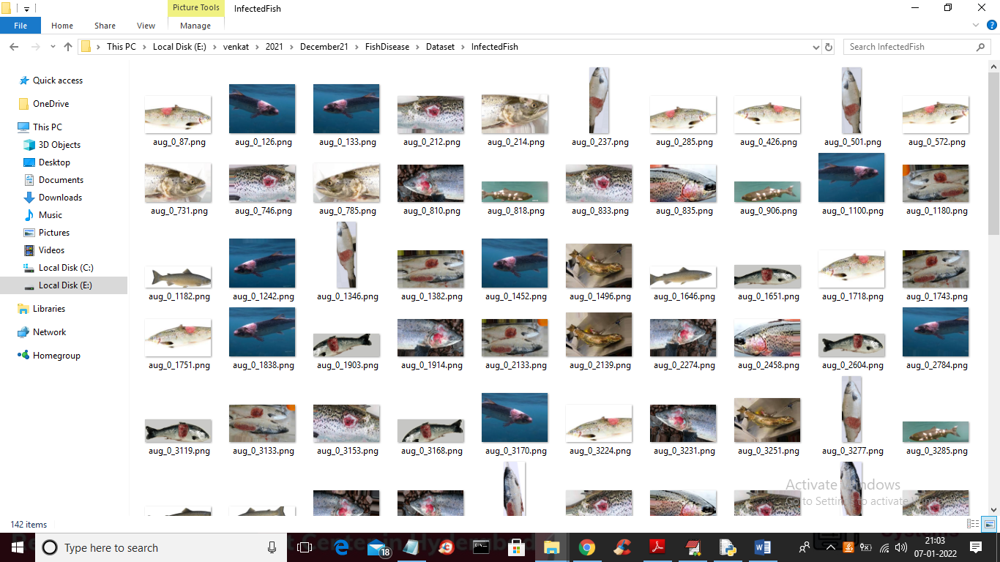 Picture Tools
InfectedFish
File
Home
Share
View
Manage
This PC
Local Disk (E:)
venkat
2021
December21
FishDisease
Dataset
InfectedFish
Search InfectedFish
Quick access
OneDrive
This PC
3D Objects
Desktop
Documents
Downloads
Music
Pictures
Videos
Local Disk (C:)
Local Disk (E:)
Libraries
Network
Homegroup
aug_0_87.png
aug_0_126.png
aug_0_133.png
aug_0_212.png
aug_0_214.png
aug_0_237.png
aug_0_285.png
aug_0_426.png
aug_0_501.png
aug_0_572.png
aug_0_731.png
aug_0_746.png
aug_0_785.png
aug_0_810.png
aug_0_818.png
aug_0_833.png
aug_0_835.png
aug_0_906.png
aug_0_1100.png
aug_0_1180.png
aug_0_1182.png
aug_0_1242.png
aug_0_1346.png
aug_0_1382.png
aug_0_1452.png
aug_0_1496.png
aug_0_1646.png
aug_0_1651.png
aug_0_1718.png
aug_0_1743.png
aug_0_1751.png
aug_0_1838.png
aug_0_1903.png
aug_0_1914.png
aug_0_2133.png
aug_0_2139.png
aug_0_2274.png
aug_0_2458.png
aug_0_2604.png
aug_0_2784.png
aug_0_3119.png
aug_0_3133.png
aug_0_3153.png
aug_0_3168.png
aug_0_3170.png
aug_0_3224.png
aug_0_3231.png
aug_0_3251.png
aug_0_3277.png
aug_0_3285.png
Activate Windows
Go to Settings to activate Windows.
142 items
Type here to search
18
21:03
07-01-2022